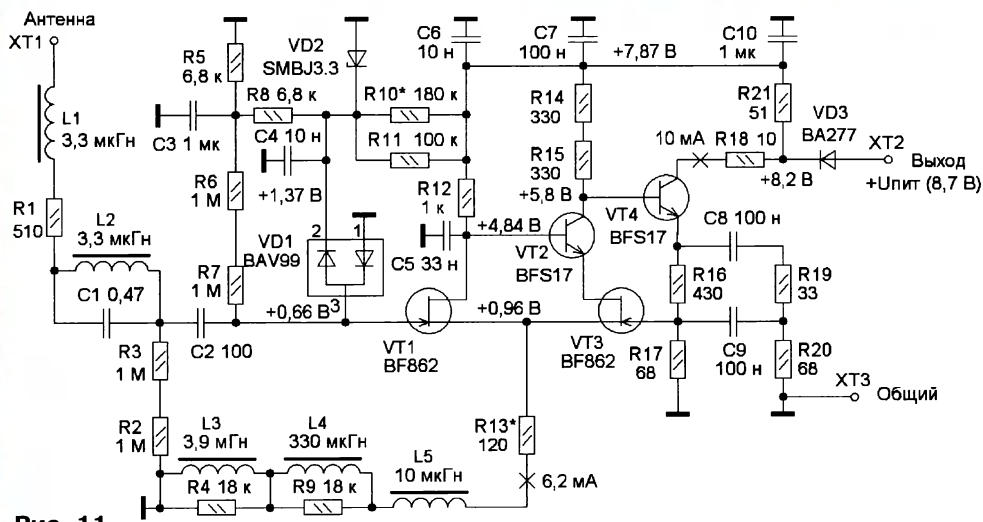 Антенна
XT1
L1
3,3 мкГн
R1
510
L2
3,3 мкГн
C1 0,47
R3
1 М
R2
1 М
C2 100
R5
6,8 к
C3 1 мк
R8 6,8 к
R6
1 М
R7
1 М
C4 10 н
+1,37 В
VD2
SMBJ3.3
R10* 180 к
R11
100 к
VD1
BAV99
2
1
3
+0,66 В
C6
10 н
R12
1 к
C5 33 н
+4,84 В
VT1
BF862
+0,96 В
C7
100 н
+7,87 В
R14
330
R15
330
+5,8 В
VT2
BFS17
VT3
BF862
VT4
BFS17
10 мА
R18 10
C10
1 мк
R21
51
+8,2 В
VD3
BA277
XT2
Выход
+Uпит (8,7 В)
C8 100 н
R16
430
R19
33
R17
68
C9
100 н
R20
68
XT3
Общий
R13*
120
6,2 мА
L3
3,9 мГн
R4 18 к
L4
330 мкГн
R9 18 к
L5
10 мкГн
Рис. 11